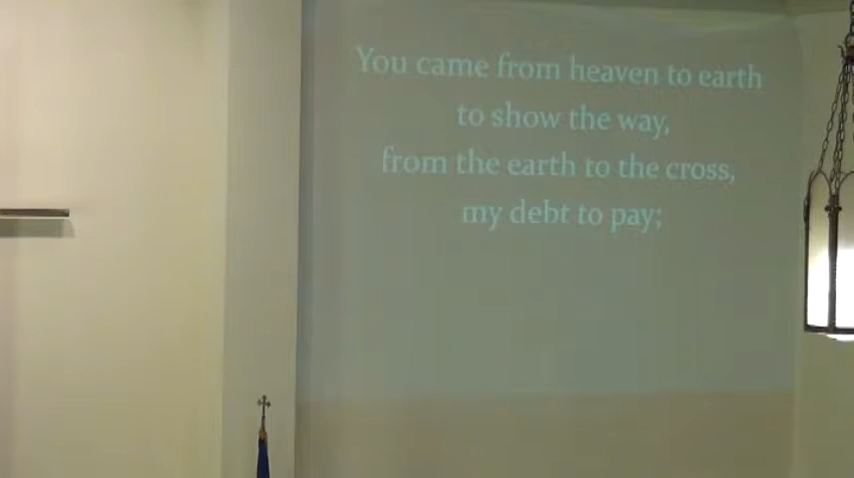 You came from heaven to earth
to show the way,
from the earth to the cross,
my debt to pay;